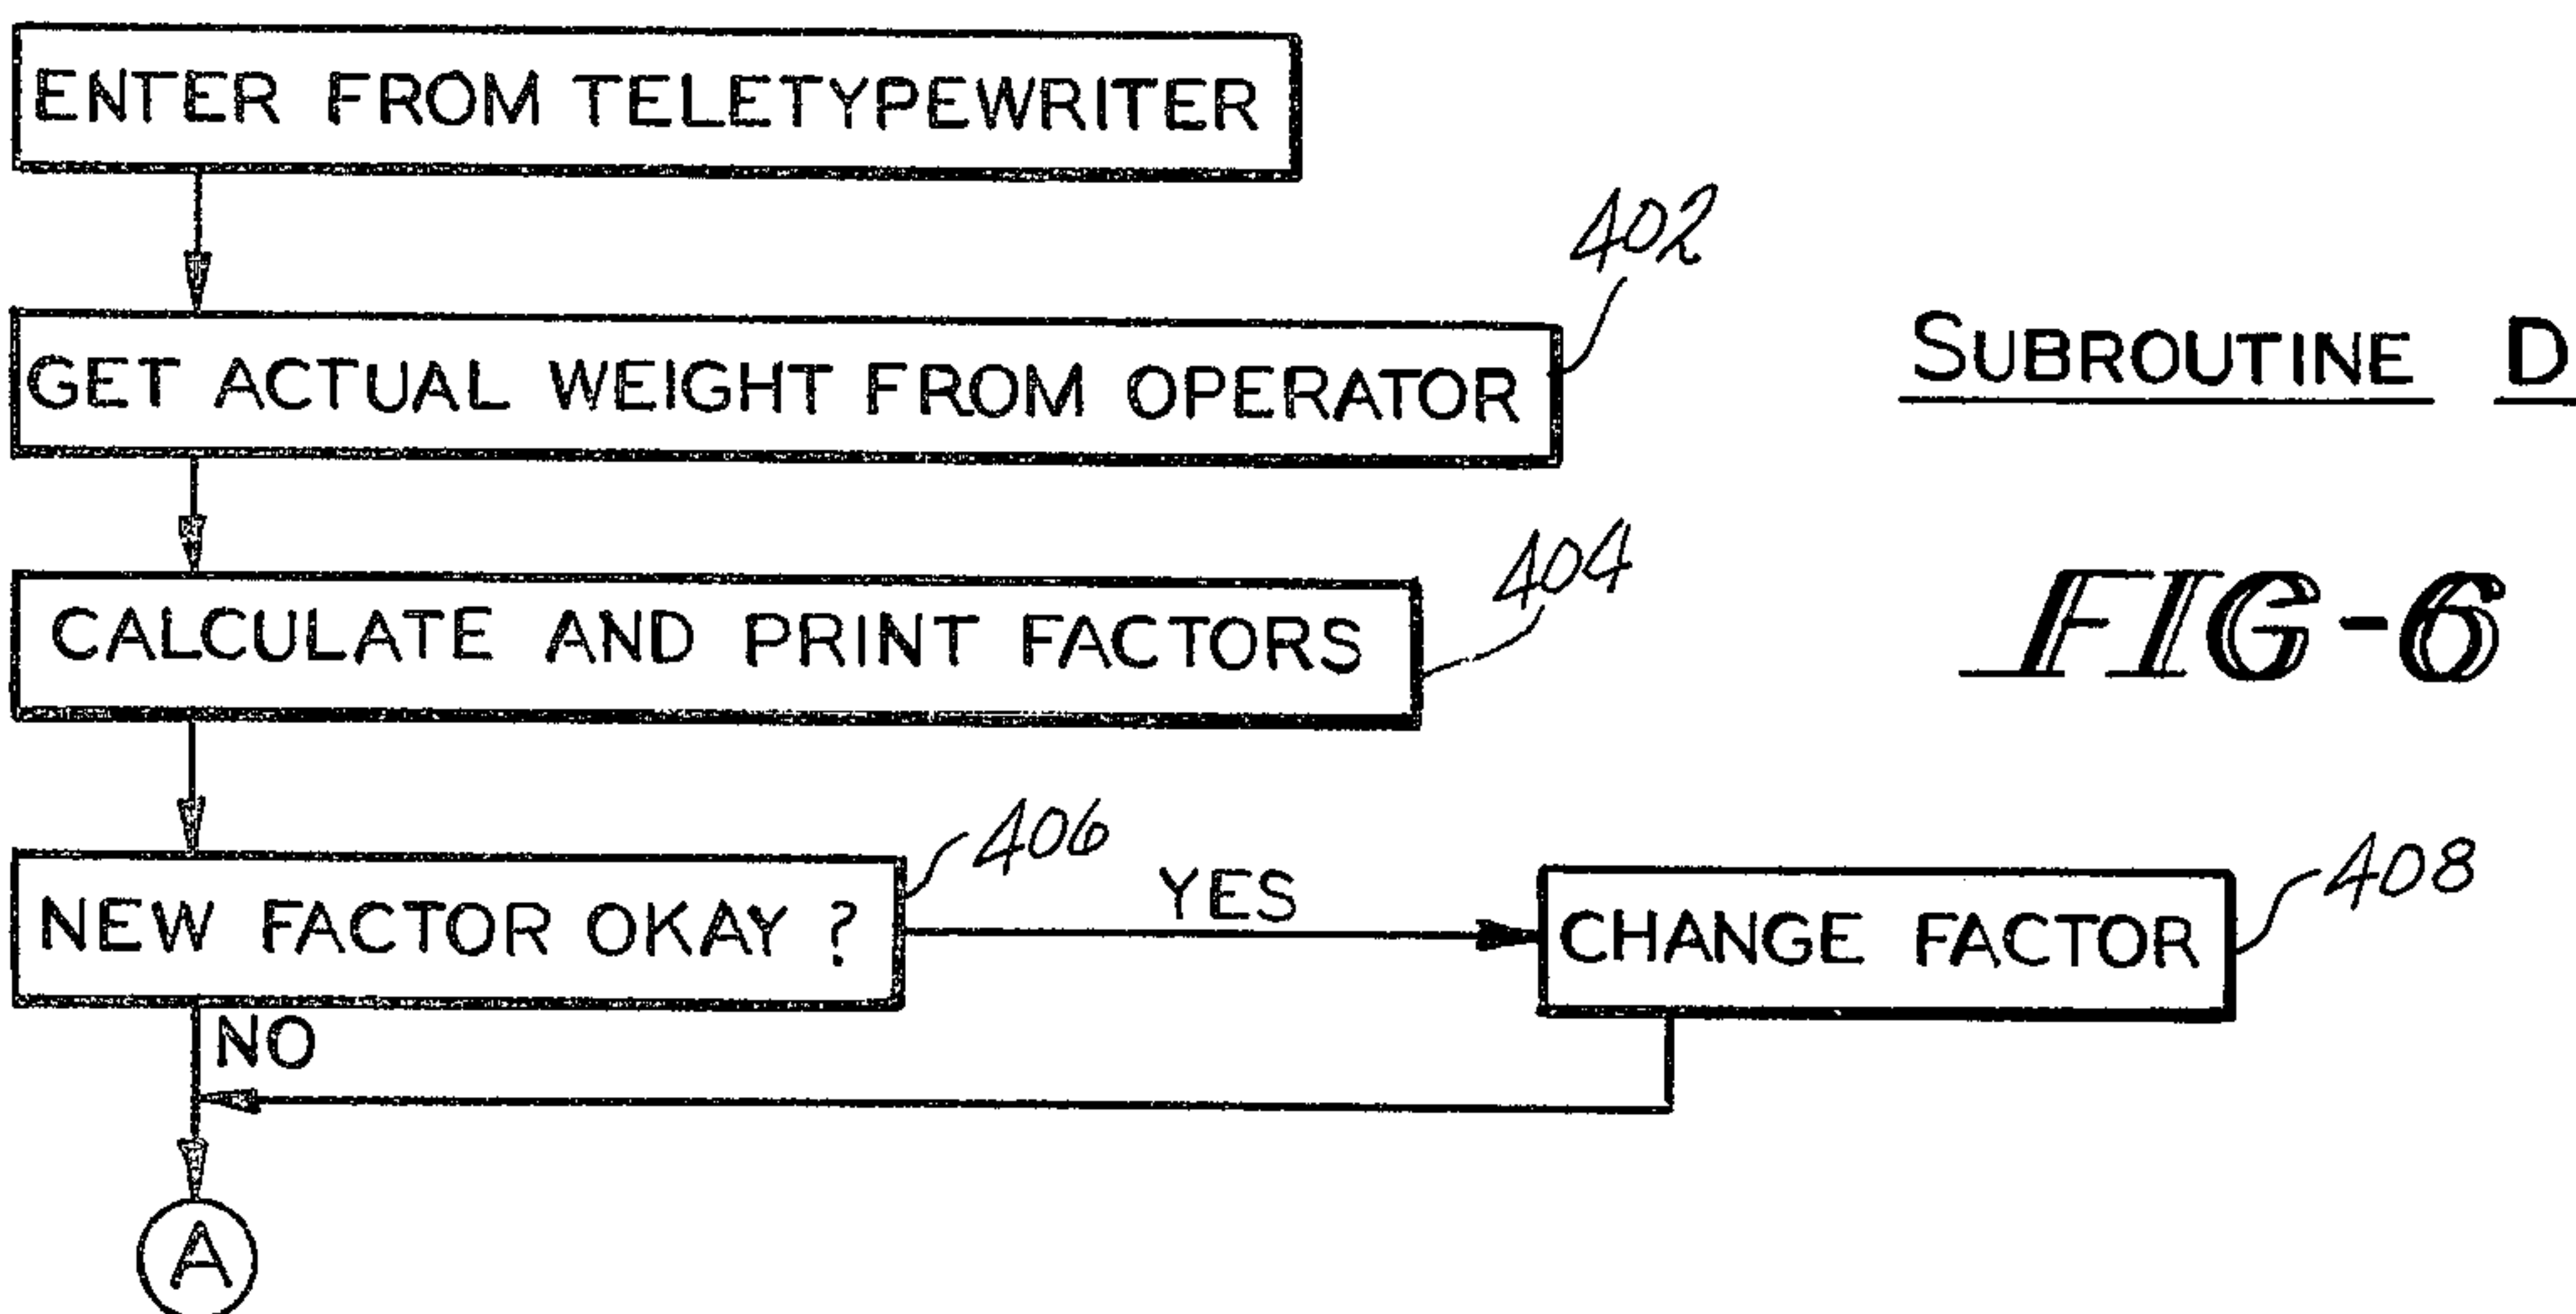 ENTER FROM TELETYPEWRITER
402
GET ACTUAL WEIGHT FROM OPERATOR
SUBROUTINE D
404
CALCULATE AND PRINT FACTORS
FIG-6
406
NEW FACTOR OKAY ?
YES
408
CHANGE FACTOR
NO
A